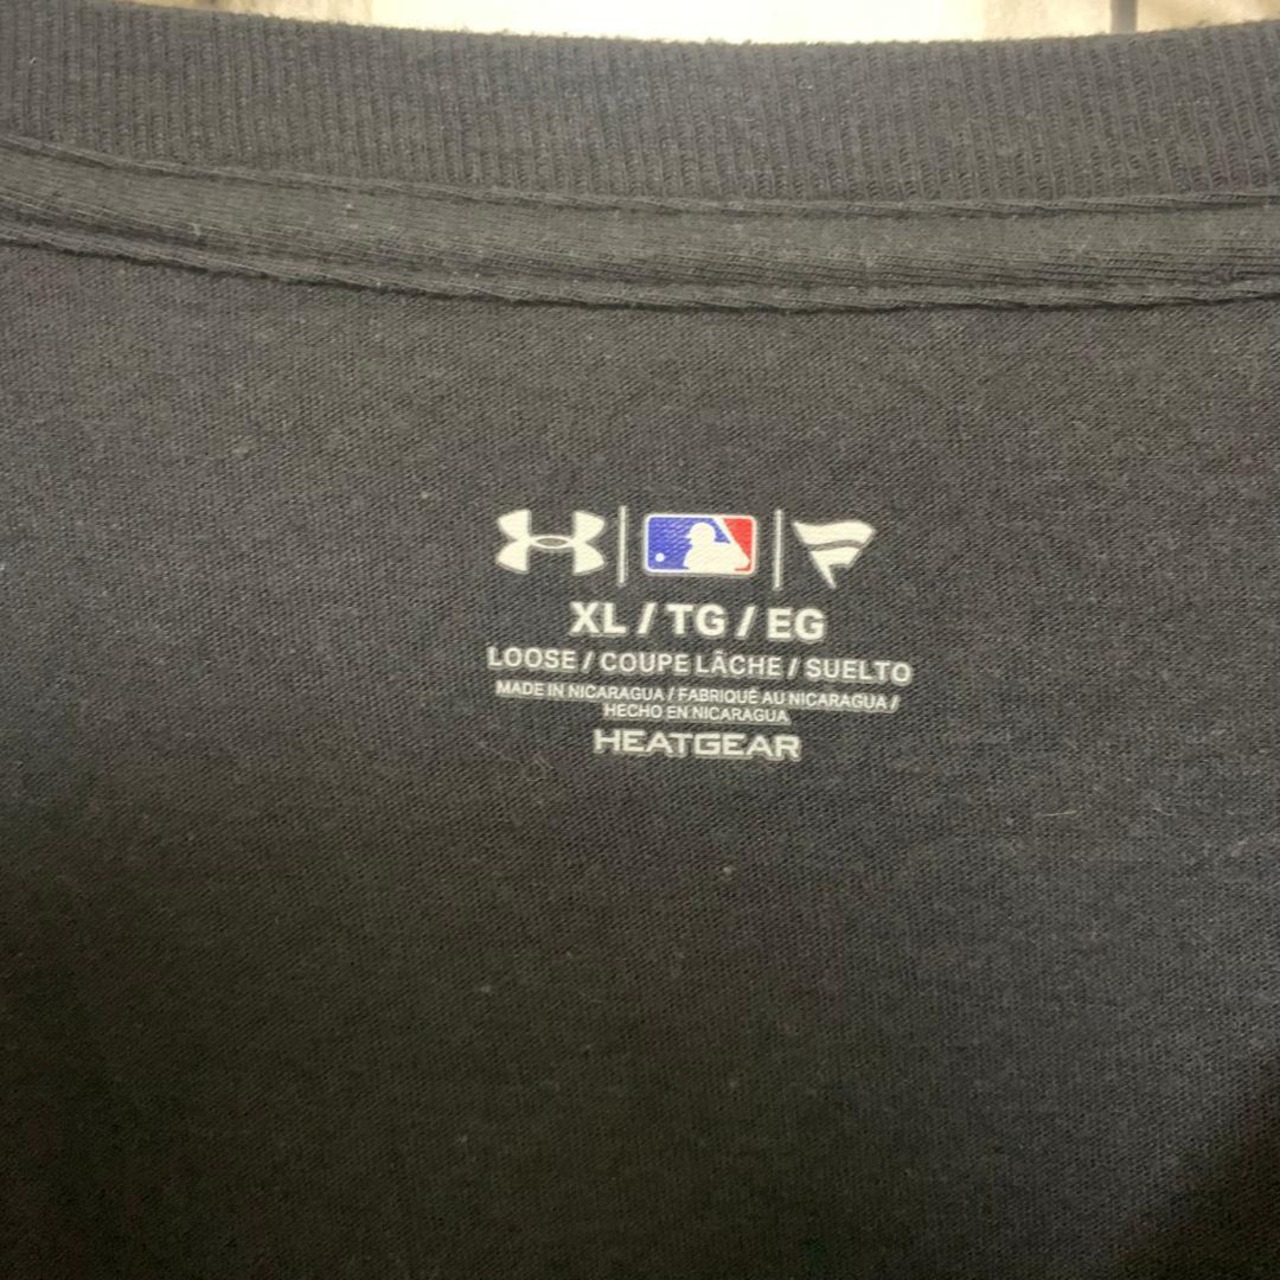 XL / TG / EG
LOOSE / COUPE LÂCHE / SUELTO
MADE IN NICARAGUA / FABRIQUÉ AU NICARAGUA /
HECHO EN NICARAGUA
HEATGEAR